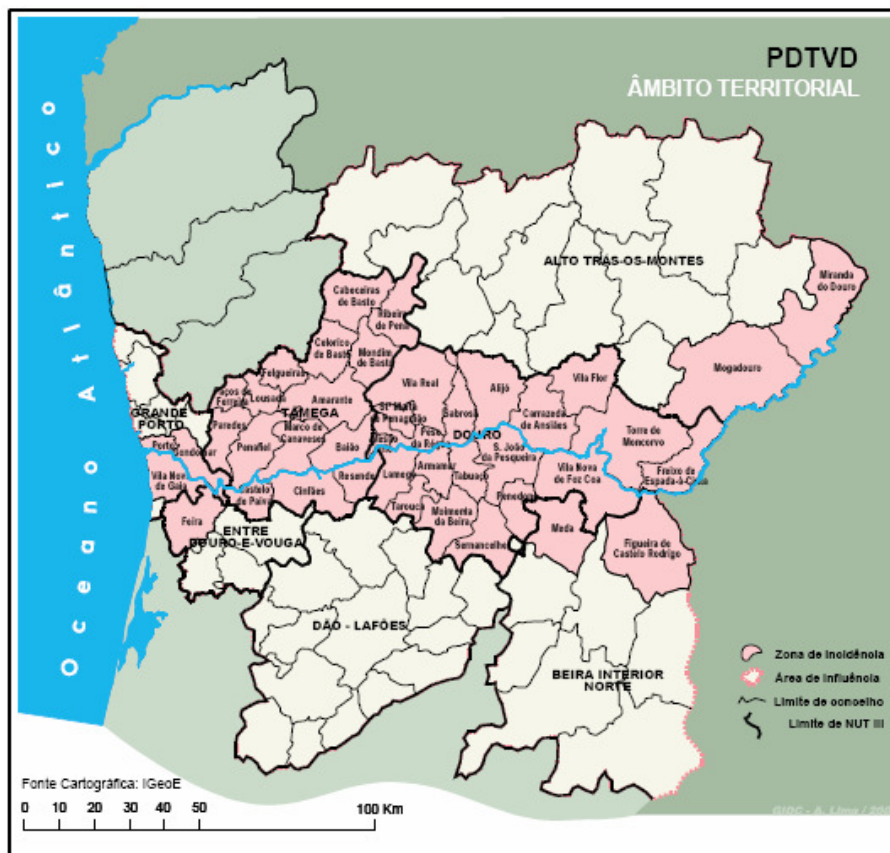 PDTVD
ÂMBITO TERRITORIAL
Oceano Atlântico
ALTO TRÁS-OS-MONTES
Miranda
do Douro
Cabeceiras
de Basto
Ribeira
de Pena
Celorico
de Basto
Mondim
de Basto
Mogadouro
Felgueiras
Vila Real
Alijó
Vila Flor
Paços de
Ferreira
Lousada
Amarante
GRANDE
PORTO
TÂMEGA
Sabrosa
Carrazeda
de Ansiães
Paredes
Marco de
Canaveses
DOURO
Torre de
Moncorvo
Porto
Gondomar
Penafiel
Baião
S. João
da Pesqueira
Vila Nova
de Gaia
Castelo
de Paiva
Cinfães
Resende
Lamego
Armamar
Tabuaço
Vila Nova
de Foz Coa
Freixo de
Espada-à-Cinta
Penedono
Feira
Tarouca
Moimenta
da Beira
Meda
ENTRE
DOURO-E-VOUGA
Sernancelhe
Figueira de
Castelo Rodrigo
DÃO - LAFÕES
BEIRA INTERIOR
NORTE
Zona de Incidência
Área de Influência
Limite de concelho
Limite de NUT III
Fonte Cartográfica: IGeoE
0 10 20 30 40 50 100 Km